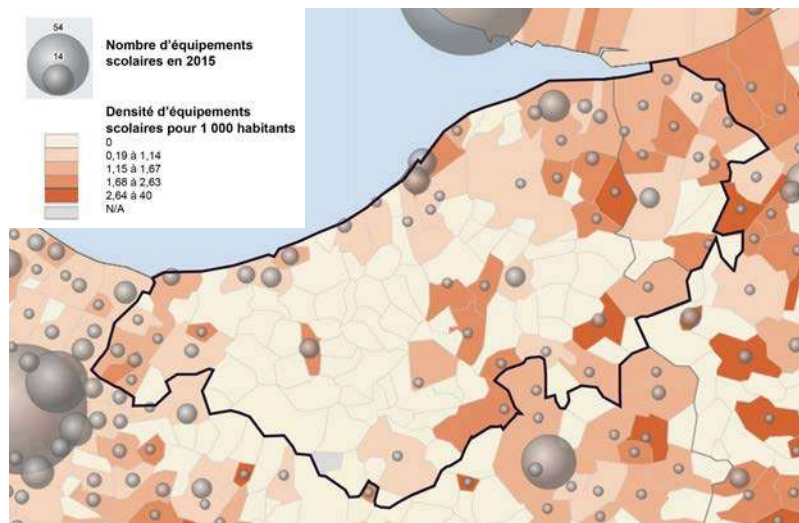 54
14
Nombre d'équipements
scolaires en 2015
Densité d'équipements
scolaires pour 1 000 habitants
0
0,19 à 1,14
1,15 à 1,67
1,68 à 2,63
2,64 à 40
N/A